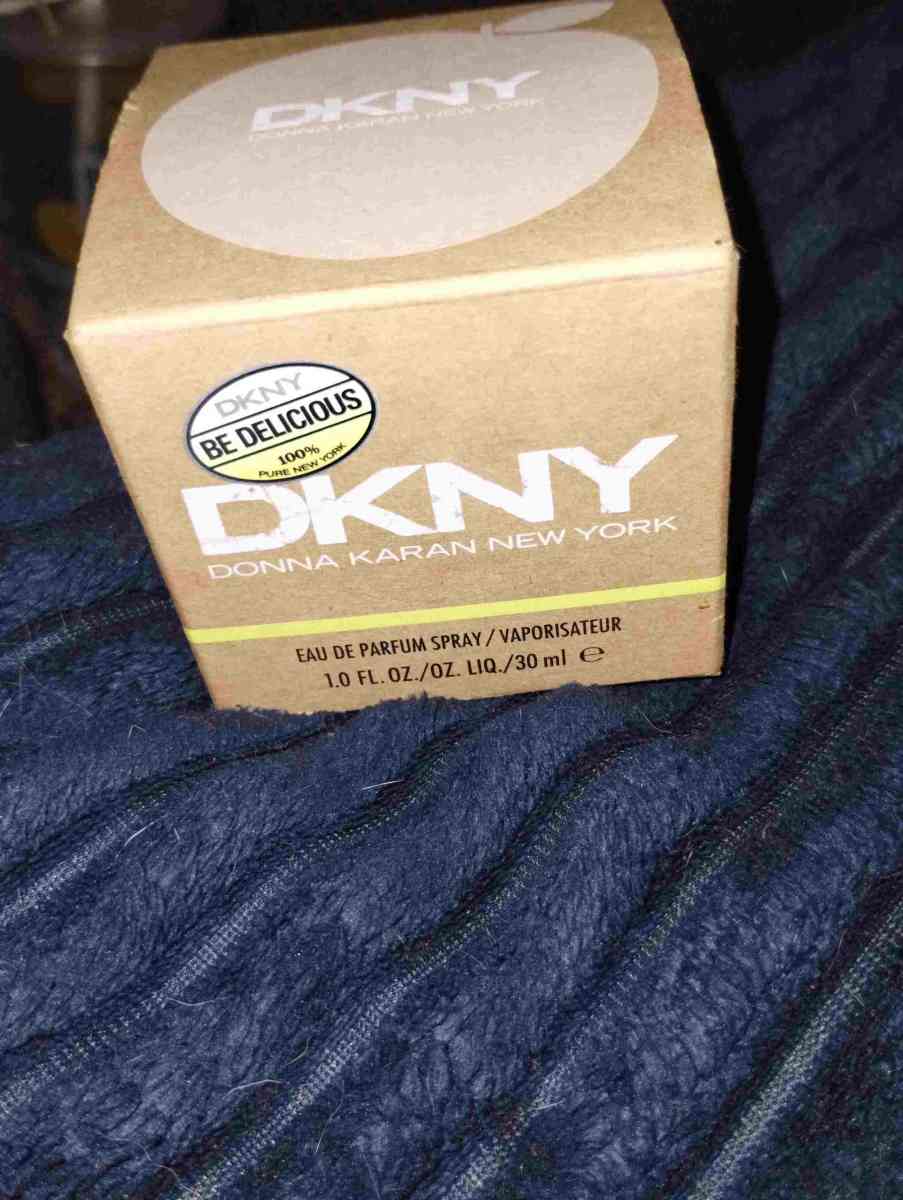 DKNY
DONNA KARAN NEW YORK
DKNY
BE DELICIOUS
100%
PURE NEW YORK
DKNY
DONNA KARAN NEW YORK
EAU DE PARFUM SPRAY / VAPORISATEUR
1.0 FL. OZ./OZ. LIQ./30 ml ℮